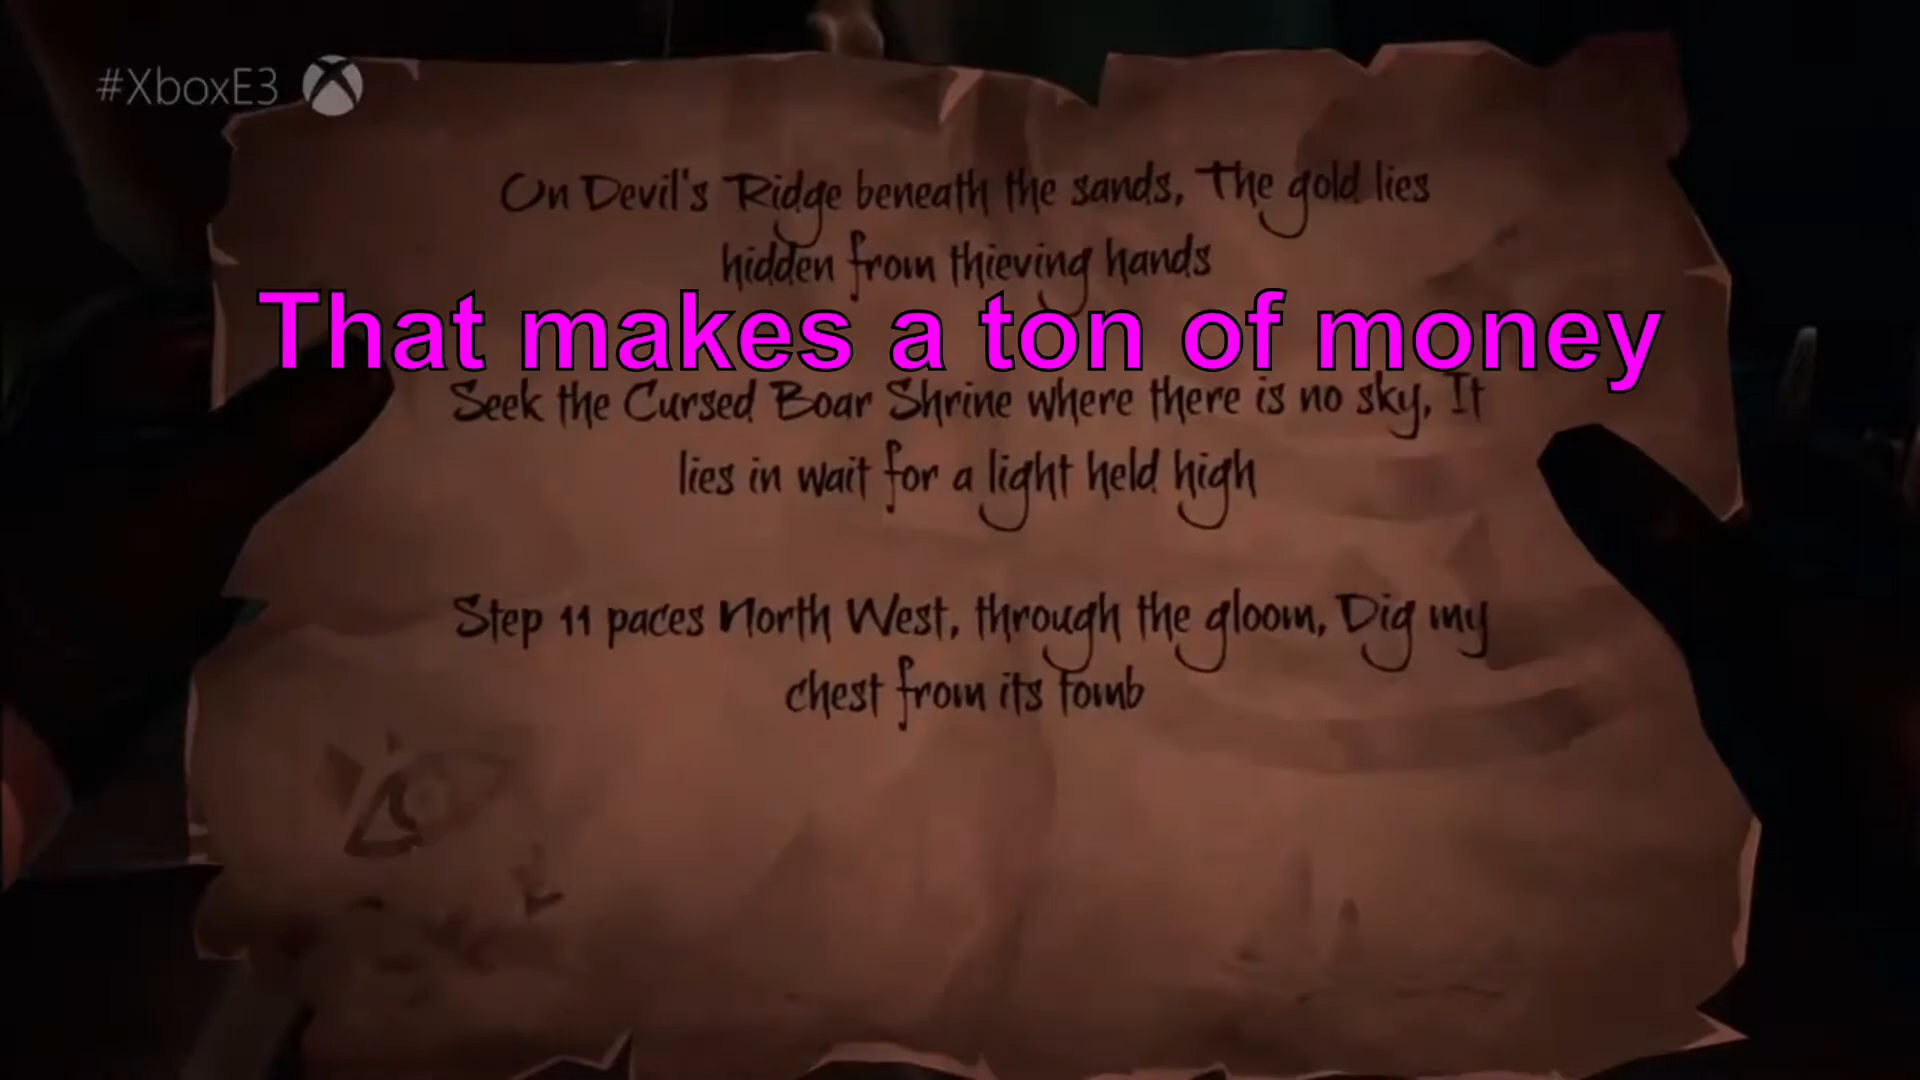 #XboxE3
On Devil's Ridge beneath the sands, The gold lies
hidden from thieving hands
That makes a ton of money
Seek the Cursed Boar Shrine where there is no sky, It
lies in wait for a light held high
Step 11 paces North West, through the gloom, Dig my
chest from its tomb